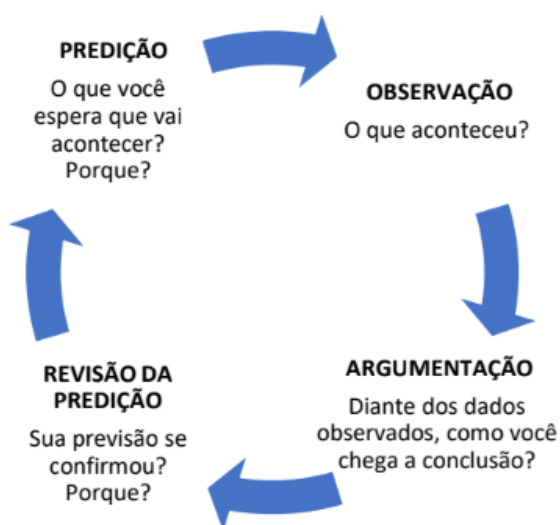 PREDIÇÃO
O que você
espera que vai
acontecer?
Porque?
OBSERVAÇÃO
O que aconteceu?
ARGUMENTAÇÃO
Diante dos dados
observados, como você
chega a conclusão?
REVISÃO DA
PREDIÇÃO
Sua previsão se
confirmou?
Porque?